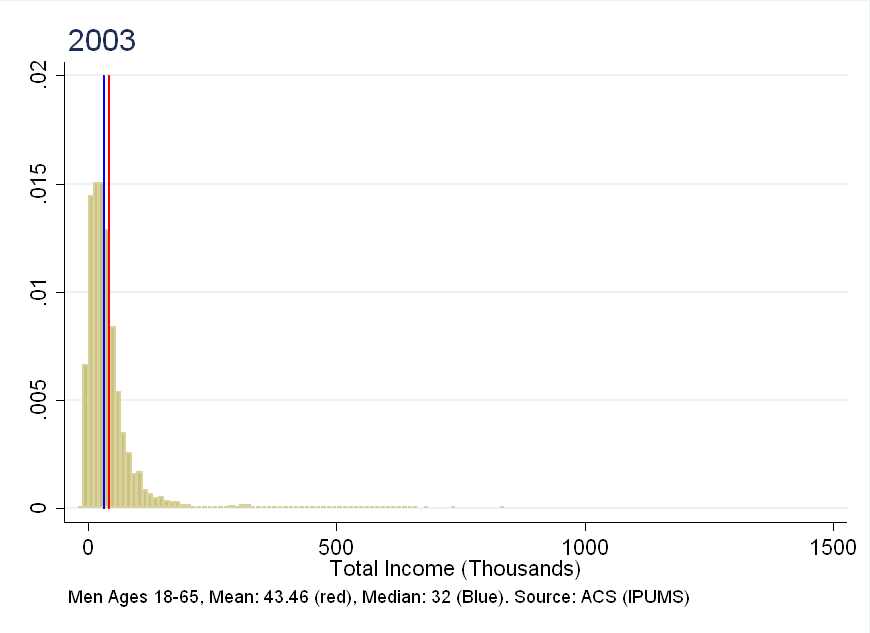 2003
.02
.015
.01
.005
0
0 500 1000 1500
Total Income (Thousands)
Men Ages 18-65, Mean: 43.46 (red), Median: 32 (Blue). Source: ACS (IPUMS)